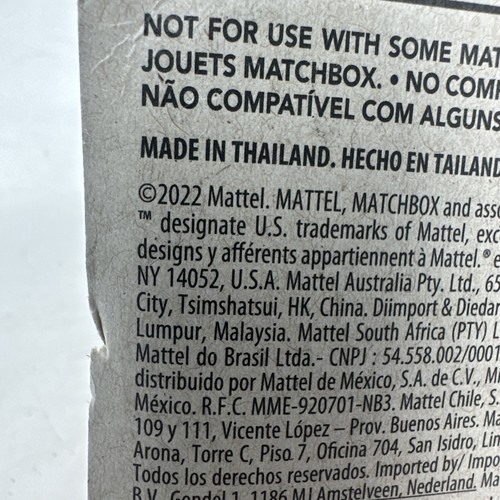 NOT FOR USE WITH SOME MAT
JOUETS MATCHBOX. • NO COMP
NÃO COMPATÍVEL COM ALGUNS
MADE IN THAILAND. HECHO EN TAILAND
©2022 Mattel. MATTEL, MATCHBOX and asso
™ designate U.S. trademarks of Mattel, exc
designs y afférents appartiennent à Mattel.® e
NY 14052, U.S.A. Mattel Australia Pty. Ltd., 65
City, Tsimshatsui, HK, China. Diimport & Diedar
Lumpur, Malaysia. Mattel South Africa (PTY) L
Mattel do Brasil Ltda.- CNPJ : 54.558.002/0001
distribuido por Mattel de México, S.A. de C.V., Mi
México. R.F.C. MME-920701-NB3. Mattel Chile, S.
109 y 111, Vicente López – Prov. Buenos Aires. Ma
Arona, Torre C, Piso 7, Oficina 704, San Isidro, Lim
Todos los derechos reservados. Imported by/ Impo
B.V., Gondel 1, 1186 MJ Amstelveen, Nederland. Ma